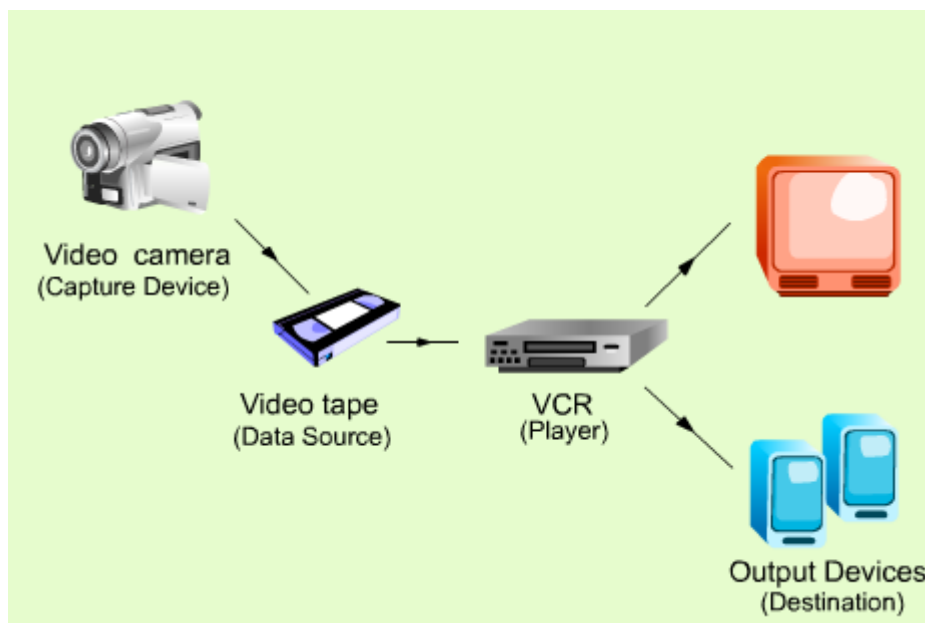 Video camera
(Capture Device)
Video tape
(Data Source)
VCR
(Player)
Output Devices
(Destination)